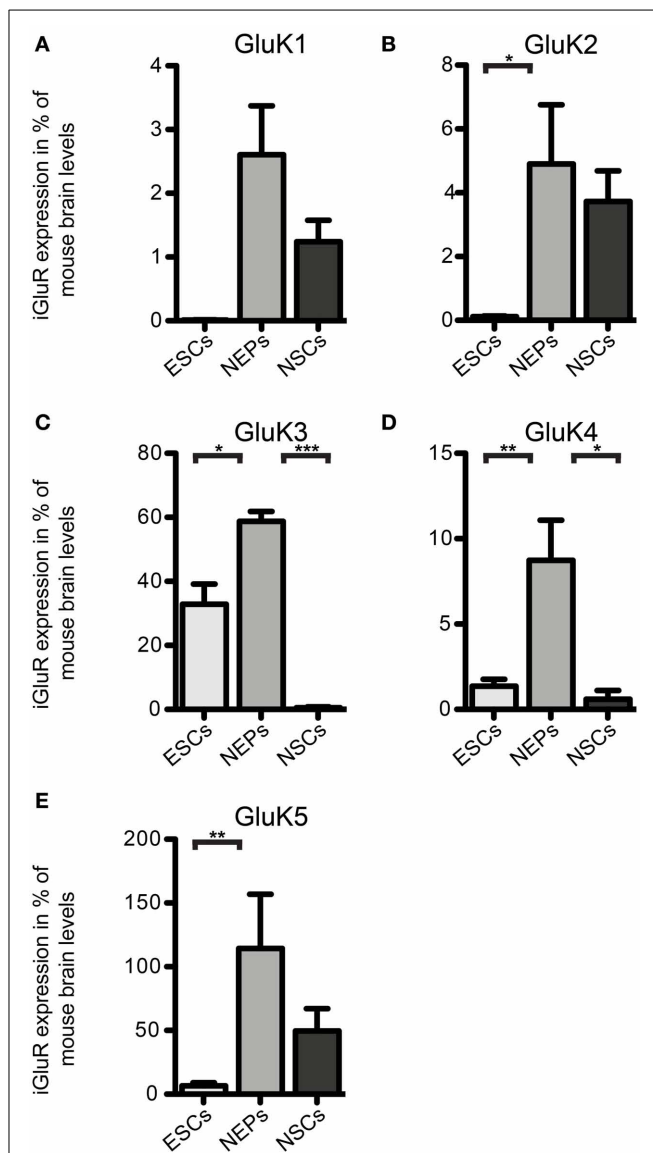 A
GluK1
iGluR expression in % of
mouse brain levels
4
3
2
1
0
ESCs
NEPs
NSCs
B
GluK2
*
8
6
4
2
0
ESCs
NEPs
NSCs
C
GluK3
iGluR expression in % of
mouse brain levels
*
***
80
60
40
20
0
ESCs
NEPs
NSCs
D
GluK4
**
*
15
10
5
0
ESCs
NEPs
NSCs
E
GluK5
iGluR expression in % of
mouse brain levels
**
200
150
100
50
0
ESCs
NEPs
NSCs